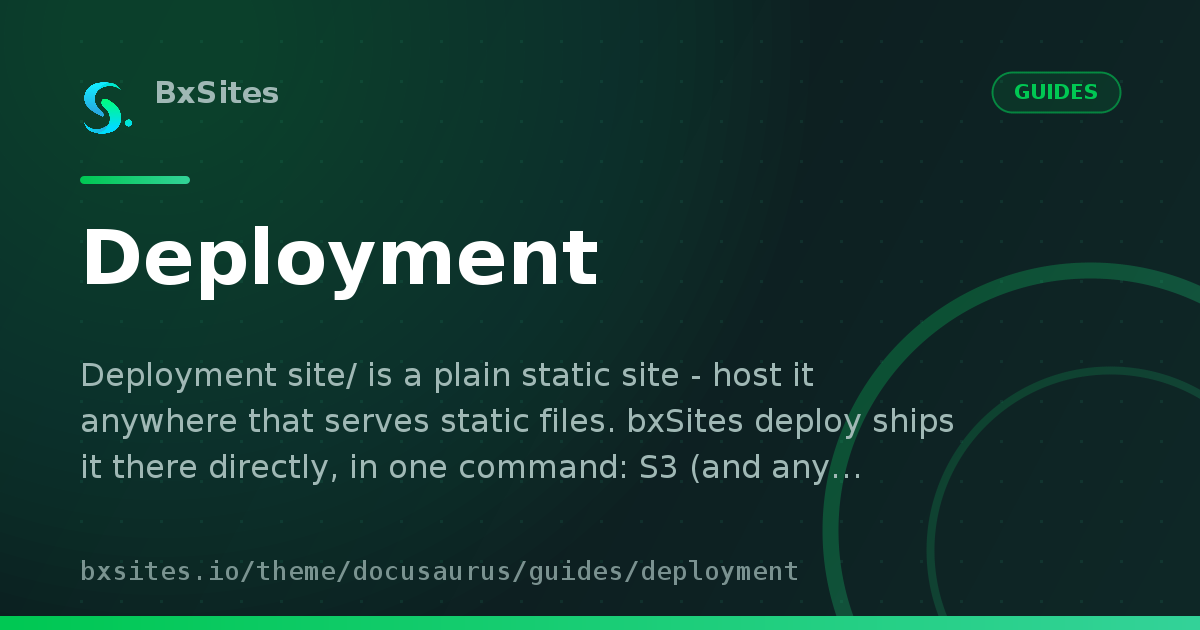 BxSites
GUIDES
Deployment
Deployment site/ is a plain static site - host it
anywhere that serves static files. bxSites deploy ships
it there directly, in one command: S3 (and any…
bxsites.io/theme/docusaurus/guides/deployment